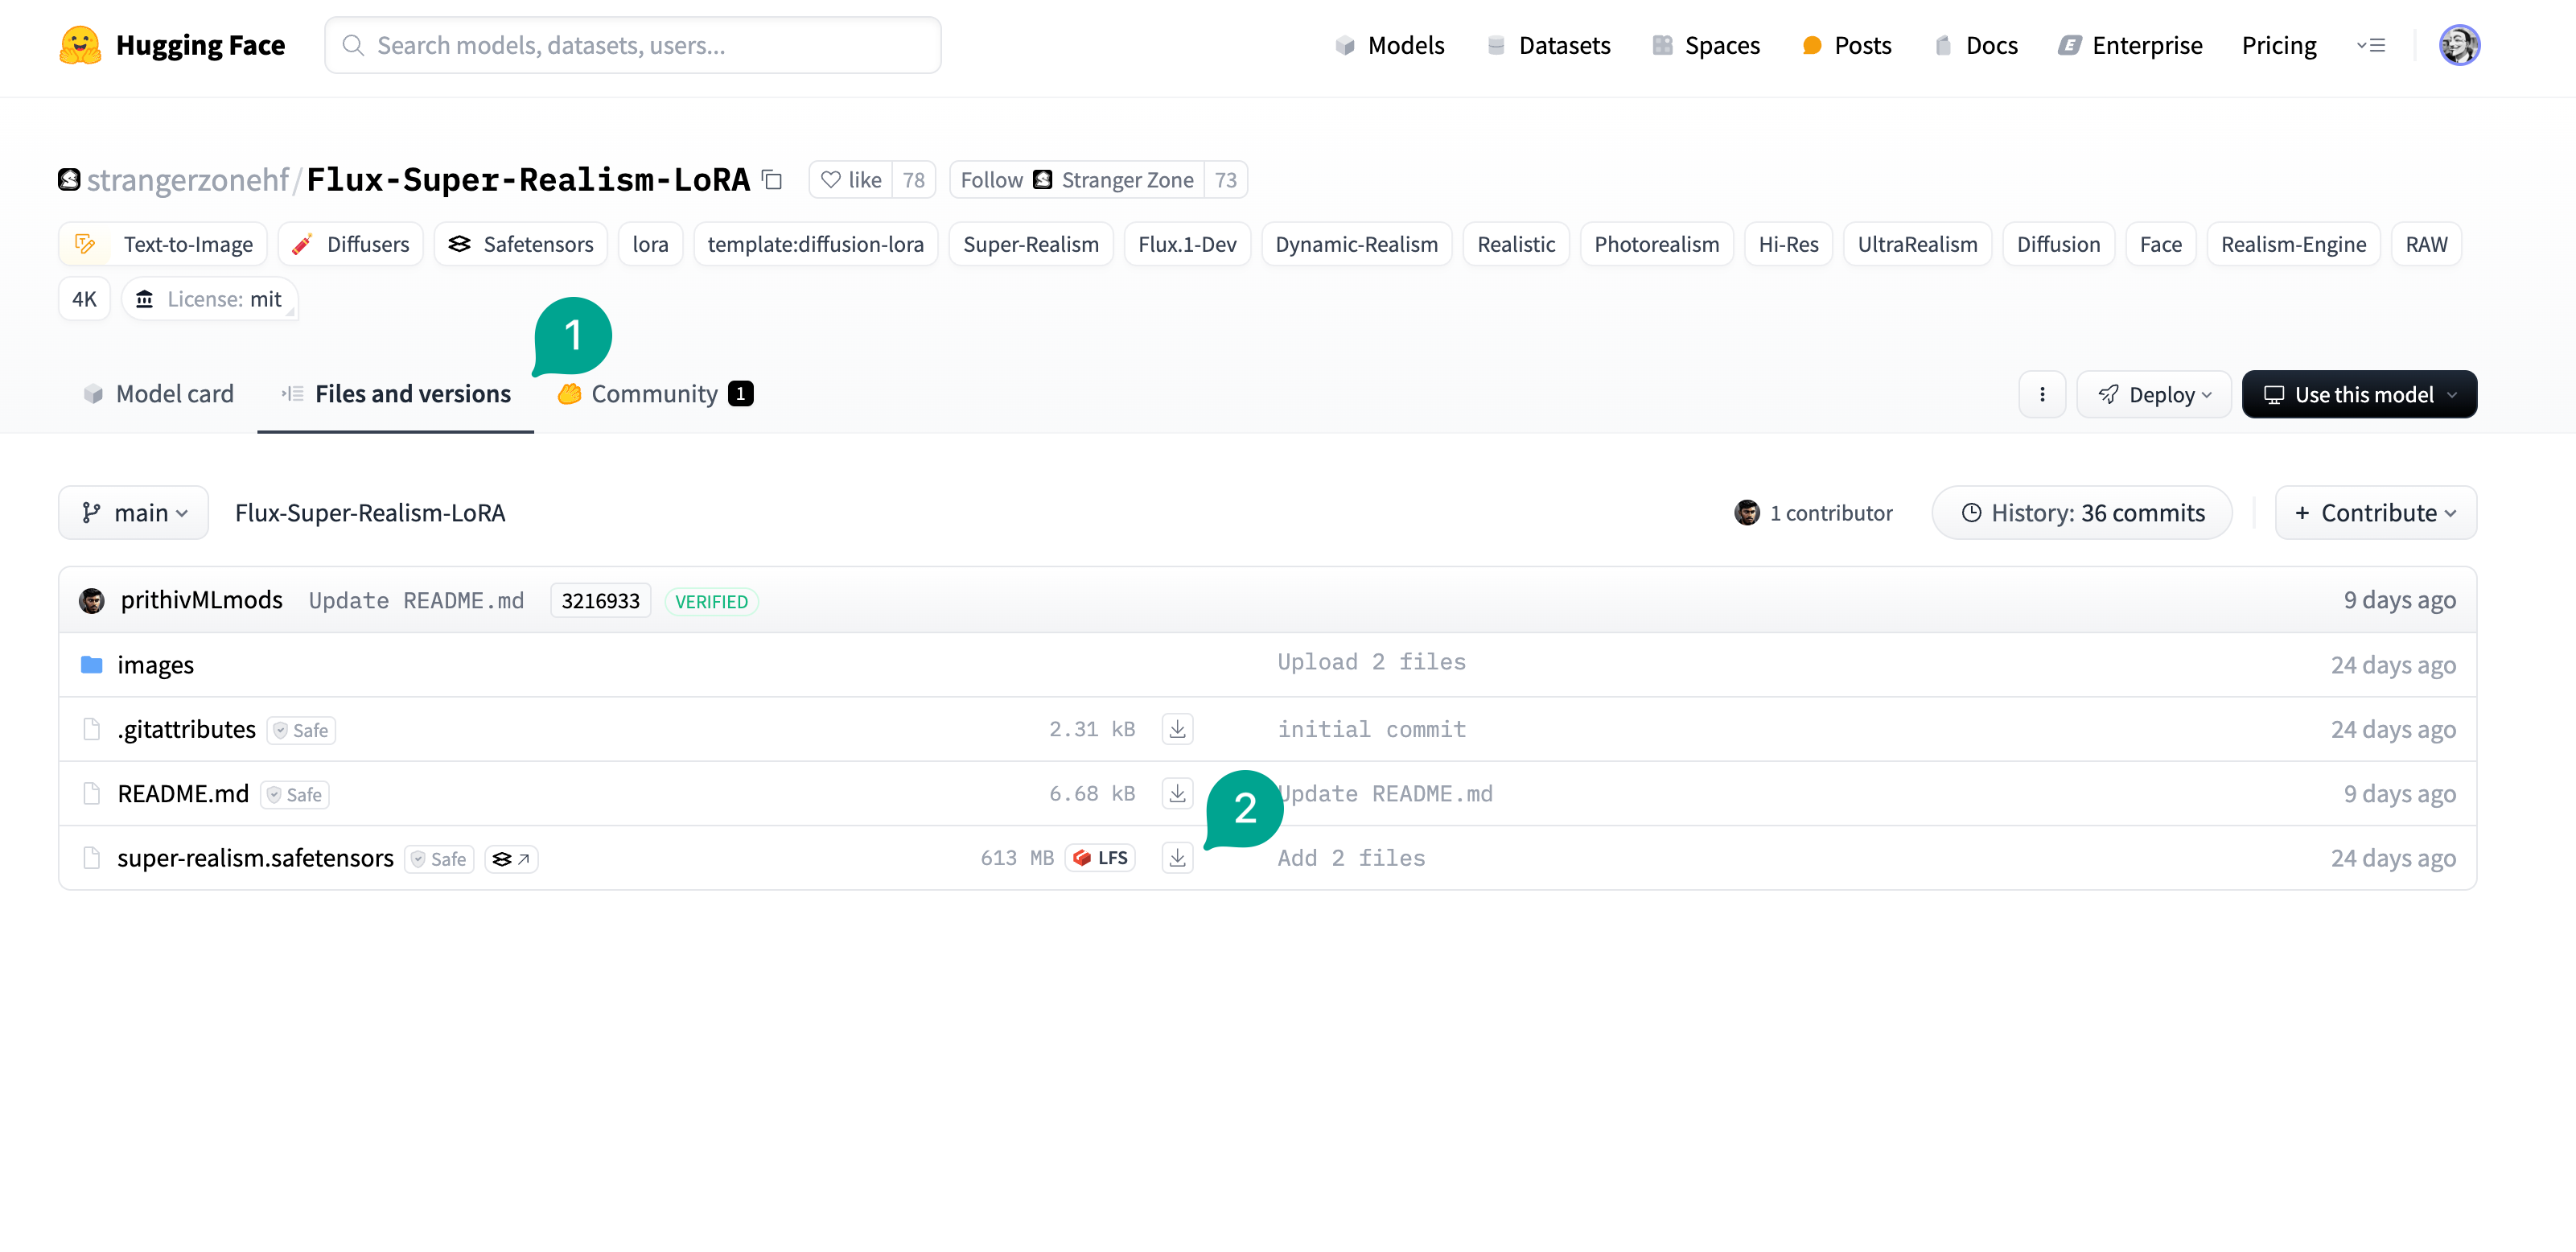 Hugging Face Search models, datasets, users... Models Datasets Spaces Posts Docs Enterprise Pricing
strangerzonehf/Flux-Super-Realism-LoRA like 78 Follow Stranger Zone 73
Text-to-Image Diffusers Safetensors lora template:diffusion-lora Super-Realism Flux.1-Dev Dynamic-Realism Realistic Photorealism Hi-Res UltraRealism Diffusion Face Realism-Engine RAW
4K License: mit
1
Model card Files and versions Community 1 Deploy Use this model
main Flux-Super-Realism-LoRA 1 contributor History: 36 commits + Contribute
prithivMLmods Update README.md 3216933 VERIFIED 9 days ago
images Upload 2 files 24 days ago
.gitattributes Safe 2.31 kB initial commit 24 days ago
README.md Safe 6.68 kB Update README.md 9 days ago
2
super-realism.safetensors Safe 613 MB LFS Add 2 files 24 days ago